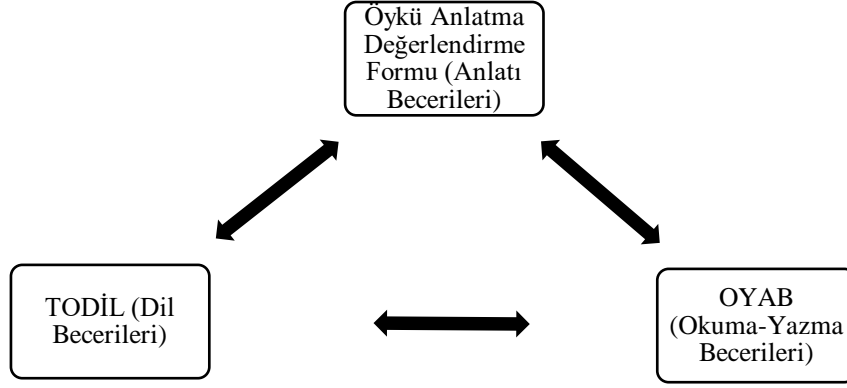 Öykü Anlatma
Değerlendirme
Formu (Anlatı
Becerileri)
TODİL (Dil
Becerileri)
OYAB
(Okuma-Yazma
Becerileri)